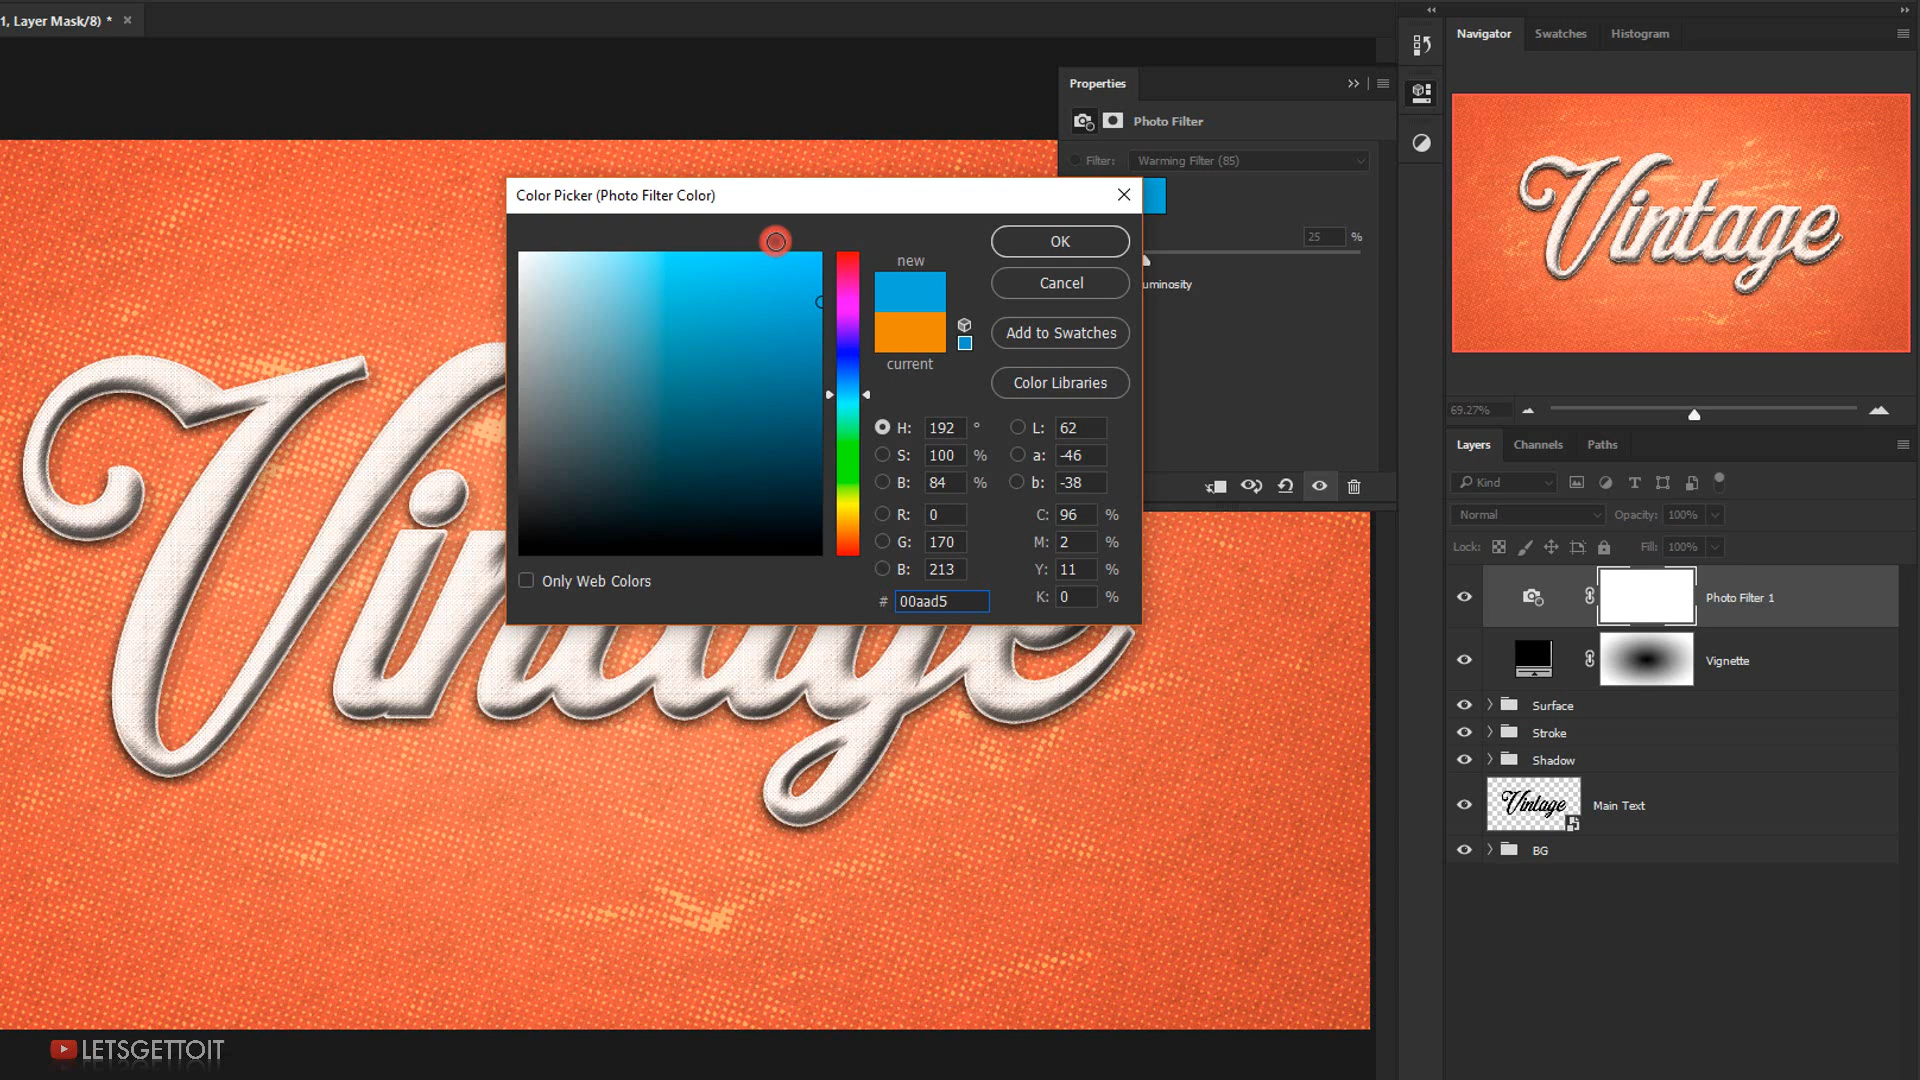 1, Layer Mask/8) * ×
Navigator Swatches Histogram
Properties
Photo Filter
Filter: Warming Filter (85)
Color Picker (Photo Filter Color)
25 %
uminosity
OK
Cancel
Add to Swatches
Color Libraries
new
current
H: 192 ° L: 62
S: 100 % a: -46
B: 84 % b: -38
R: 0 C: 96 %
G: 170 M: 2 %
B: 213 Y: 11 %
# 00aad5 K: 0 %
Only Web Colors
Vintage
Vintage
69.27%
Layers Channels Paths
Kind
Normal Opacity: 100%
Lock: Fill: 100%
Photo Filter 1
Vignette
Surface
Stroke
Shadow
Vintage Main Text
BG
LETSGETTOIT